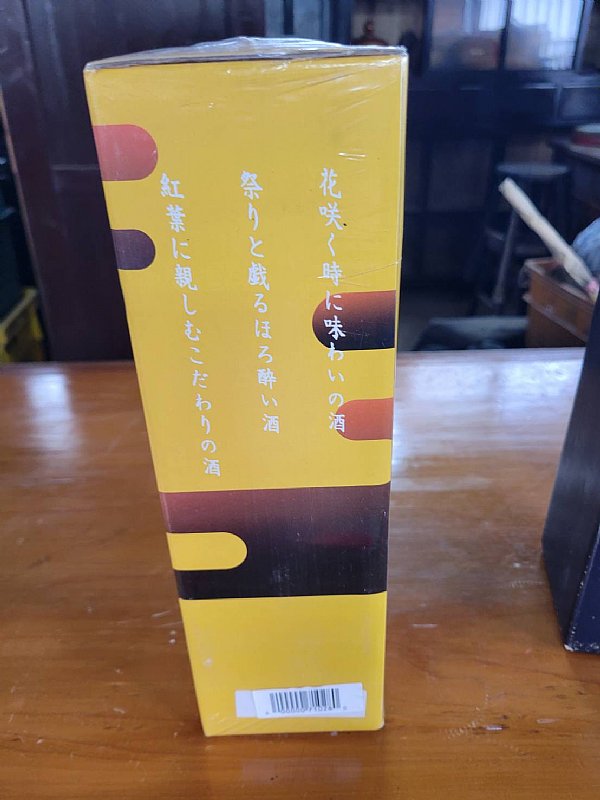 花咲く時に味わいの酒
祭りと戯るほろ酔い酒
紅葉に親しむこだわりの酒